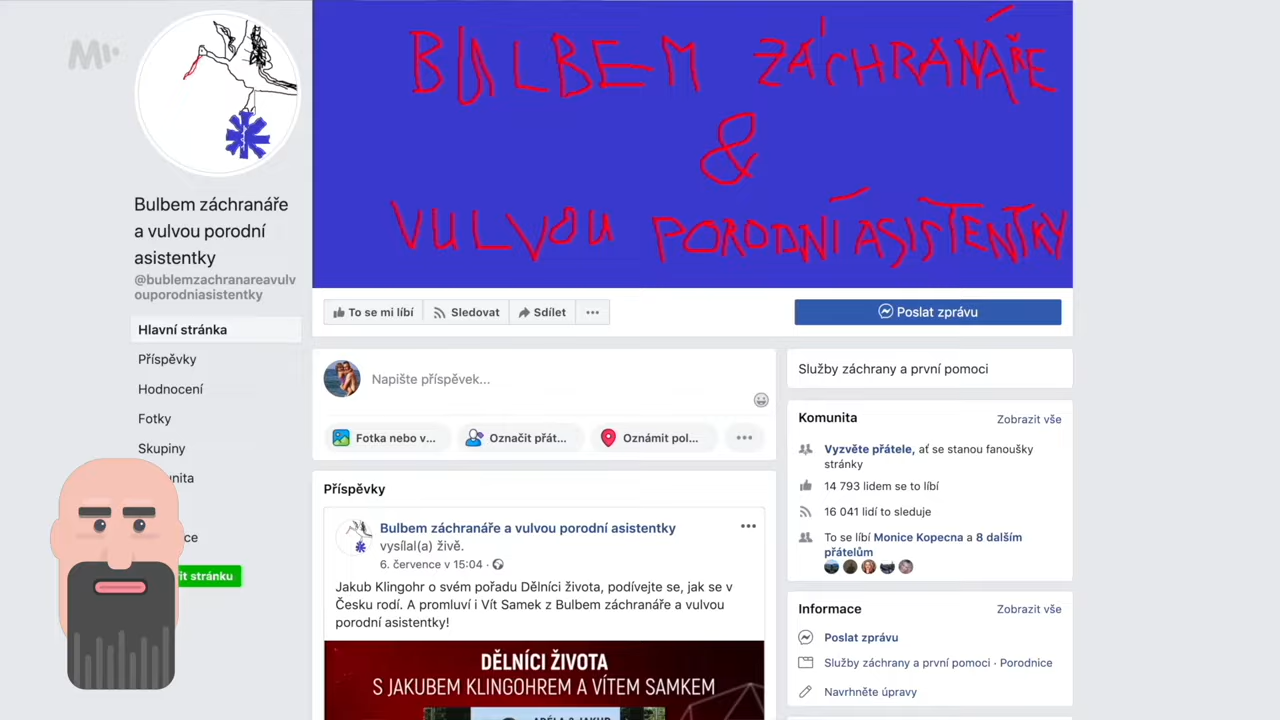 BULBEM ZÁCHRANÁŘE
&
VULVOU PORODNÍ ASISTENTKY
Bulbem záchranáře
a vulvou porodní
asistentky
@bublemzachranareavulv
ouporodniasistentky
Hlavní stránka
Příspěvky
Hodnocení
Fotky
Skupiny
To se mi líbí
Sledovat
Sdílet
Poslat zprávu
Napište příspěvek...
Fotka nebo v...
Označit přát...
Oznámit pol...
Příspěvky
Bulbem záchranáře a vulvou porodní asistentky
vysílal(a) živě.
6. července v 15:04 ·
Jakub Klingohr o svém pořadu Dělníci života, podívejte se, jak se v
Česku rodí. A promluví i Vít Samek z Bulbem záchranáře a vulvou
porodní asistentky!
DĚLNÍCI ŽIVOTA
S JAKUBEM KLINGOHREM A VÍTEM SAMKEM
ADÉLA & JAKUB
Služby záchrany a první pomoci
Komunita
Zobrazit vše
Vyzvěte přátele, ať se stanou fanoušky
stránky
14 793 lidem se to líbí
16 041 lidí to sleduje
To se líbí Monice Kopecna a 8 dalším
přátelům
Informace
Zobrazit vše
Poslat zprávu
Služby záchrany a první pomoci · Porodnice
Navrhněte úpravy
stránku